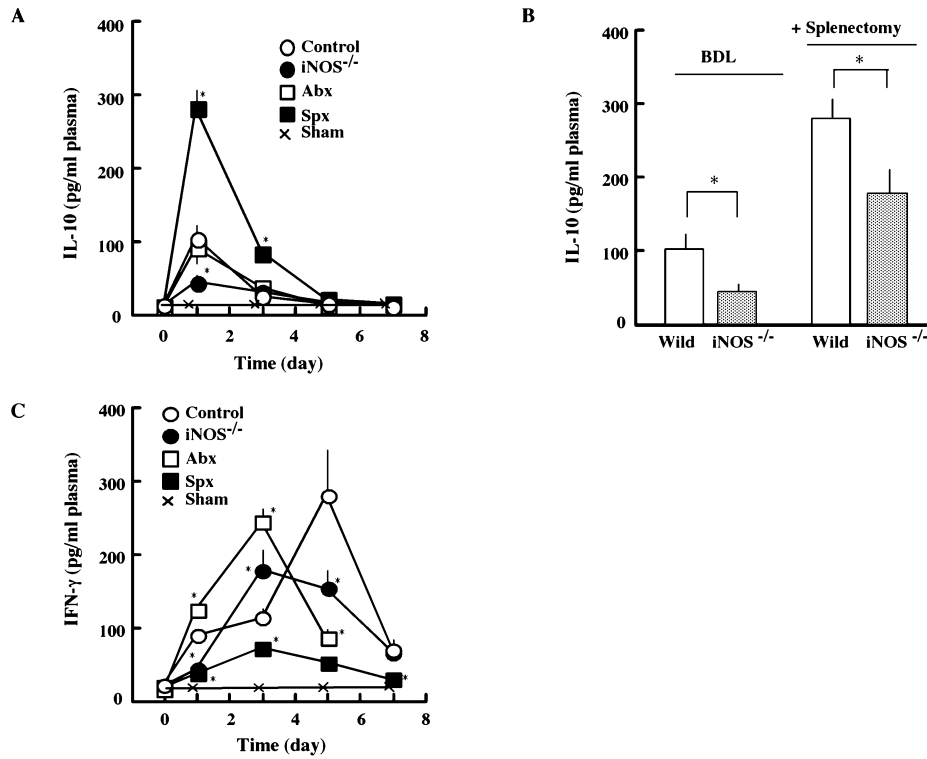 A
400
300
200
100
0
IL-10 (pg/ml plasma)
Control
iNOS-/-
Abx
Spx
Sham
*
*
*
0 2 4 6 8
Time (day)
B
+ Splenectomy
BDL
400
300
200
100
0
IL-10 (pg/ml plasma)
*
*
Wild iNOS -/- Wild iNOS -/-
C
400
300
200
100
0
IFN-γ (pg/ml plasma)
Control
iNOS-/-
Abx
Spx
Sham
*
*
*
*
*
*
*
*
*
0 2 4 6 8
Time (day)